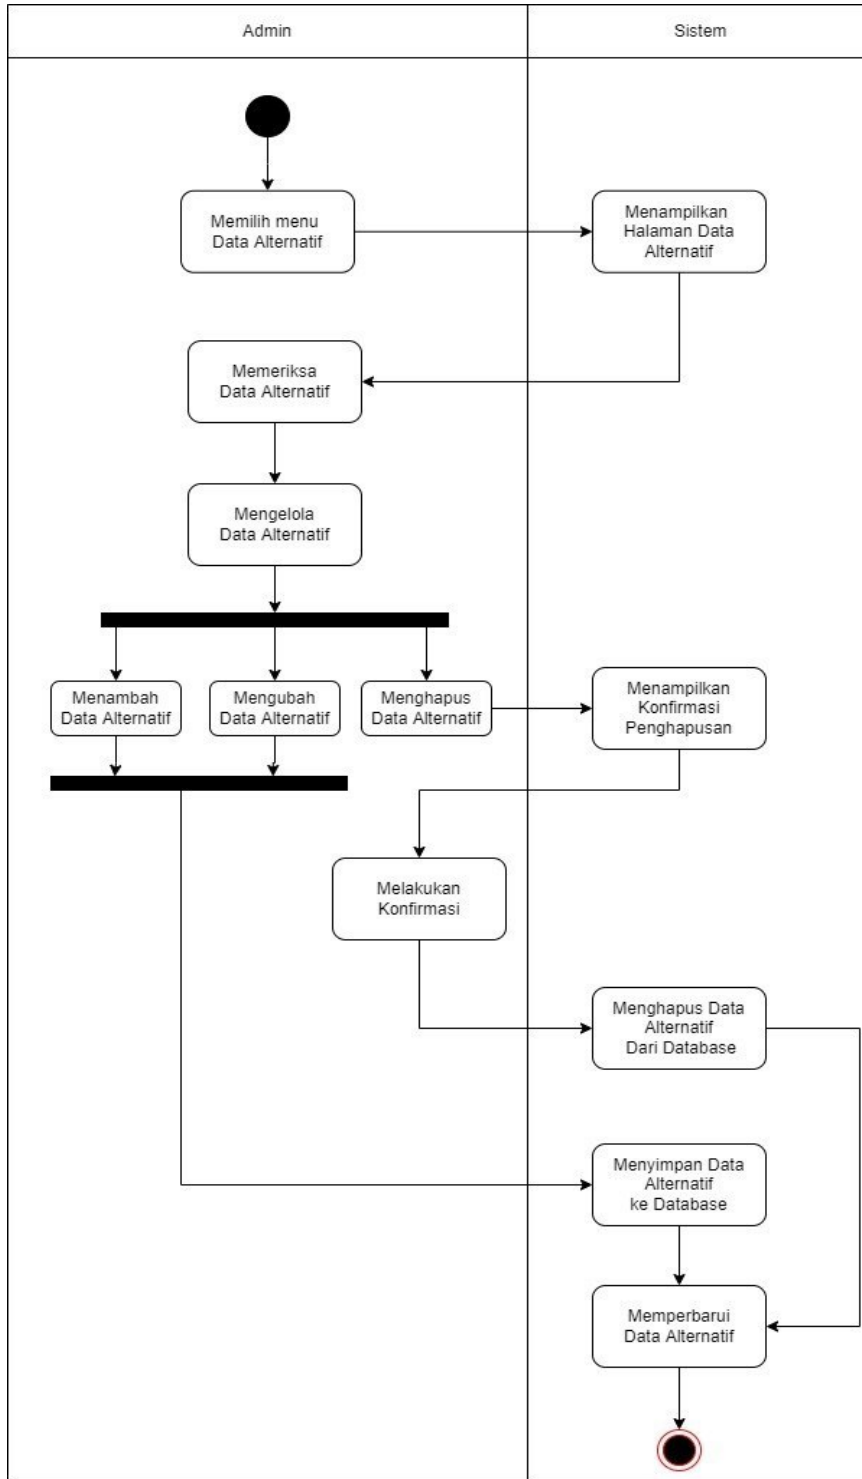 Admin
Sistem
Memilih menu
Data Alternatif
Menampilkan
Halaman Data
Alternatif
Memeriksa
Data Alternatif
Mengelola
Data Alternatif
Menambah
Data Alternatif
Mengubah
Data Alternatif
Menghapus
Data Alternatif
Menampilkan
Konfirmasi
Penghapusan
Melakukan
Konfirmasi
Menghapus Data
Alternatif
Dari Database
Menyimpan Data
Alternatif
ke Database
Memperbarui
Data Alternatif